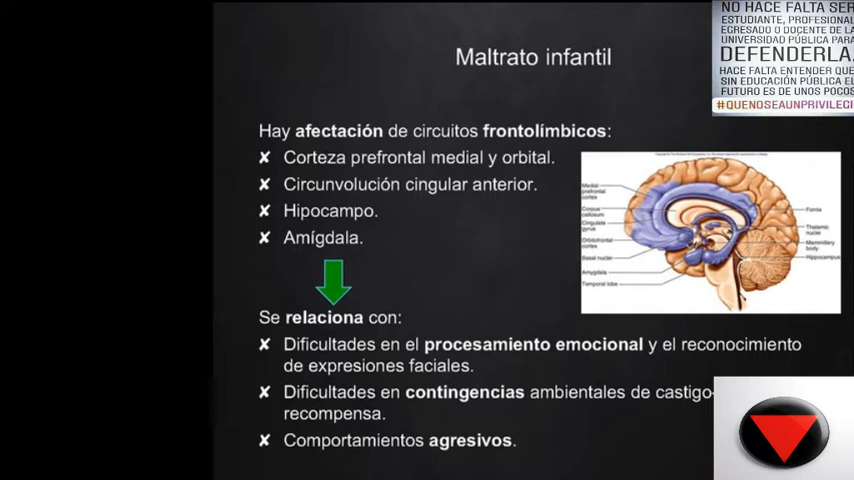 NO HACE FALTA SER
ESTUDIANTE, PROFESIONAL
EGRESADO O DOCENTE DE LA
UNIVERSIDAD PÚBLICA PARA
DEFENDERLA.
HACE FALTA ENTENDER QUE
SIN EDUCACIÓN PÚBLICA EL
FUTURO ES DE UNOS POCOS
#QUENOSEAUNPRIVILEGI
Maltrato infantil
Hay afectación de circuitos frontolímbicos:
✘ Corteza prefrontal medial y orbital.
✘ Circunvolución cingular anterior.
✘ Hipocampo.
✘ Amígdala.
Medial
prefrontal
cortex
Corpus
callosum
Cingulate
gyrus
Orbitofrontal
cortex
Basal nuclei
Amygdala
Temporal lobe
Fornix
Thalamic
nuclei
Mammillary
body
Hippocampus
Se relaciona con:
✘ Dificultades en el procesamiento emocional y el reconocimiento
de expresiones faciales.
✘ Dificultades en contingencias ambientales de castigo-
recompensa.
✘ Comportamientos agresivos.